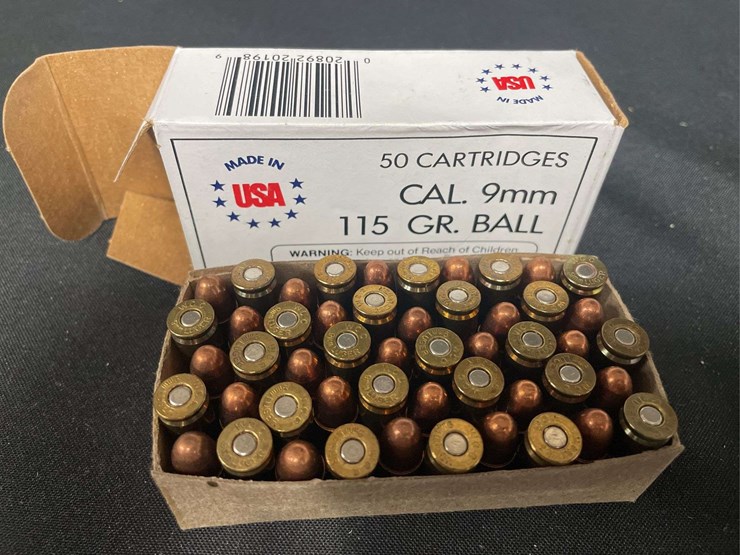 0 20892 20198 9
MADE IN
USA
MADE IN
USA
50 CARTRIDGES
CAL. 9mm
115 GR. BALL
WARNING: Keep out of Reach of Children